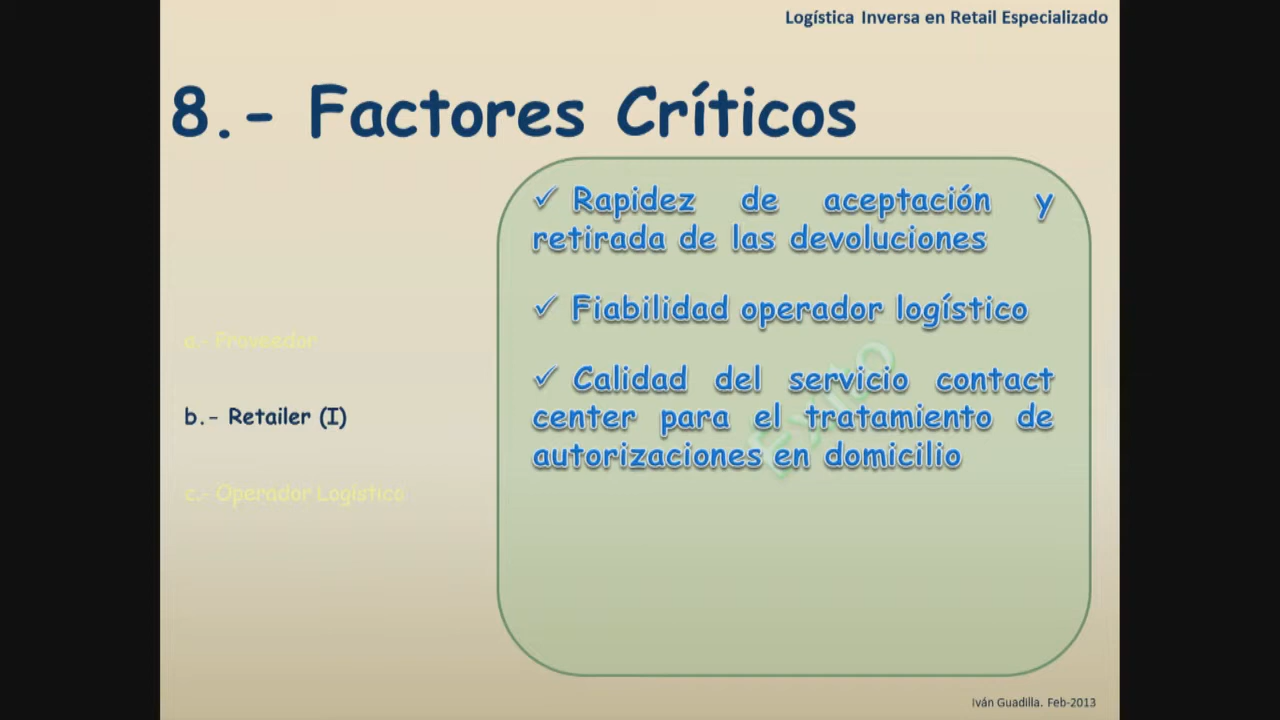 Logística Inversa en Retail Especializado
8.- Factores Críticos
✓ Rapidez de aceptación y
retirada de las devoluciones
✓ Fiabilidad operador logístico
✓ Calidad del servicio contact
center para el tratamiento de
autorizaciones en domicilio
Éxito
a.- Proveedor
b.- Retailer (I)
c.- Operador Logístico
Iván Guadilla. Feb-2013